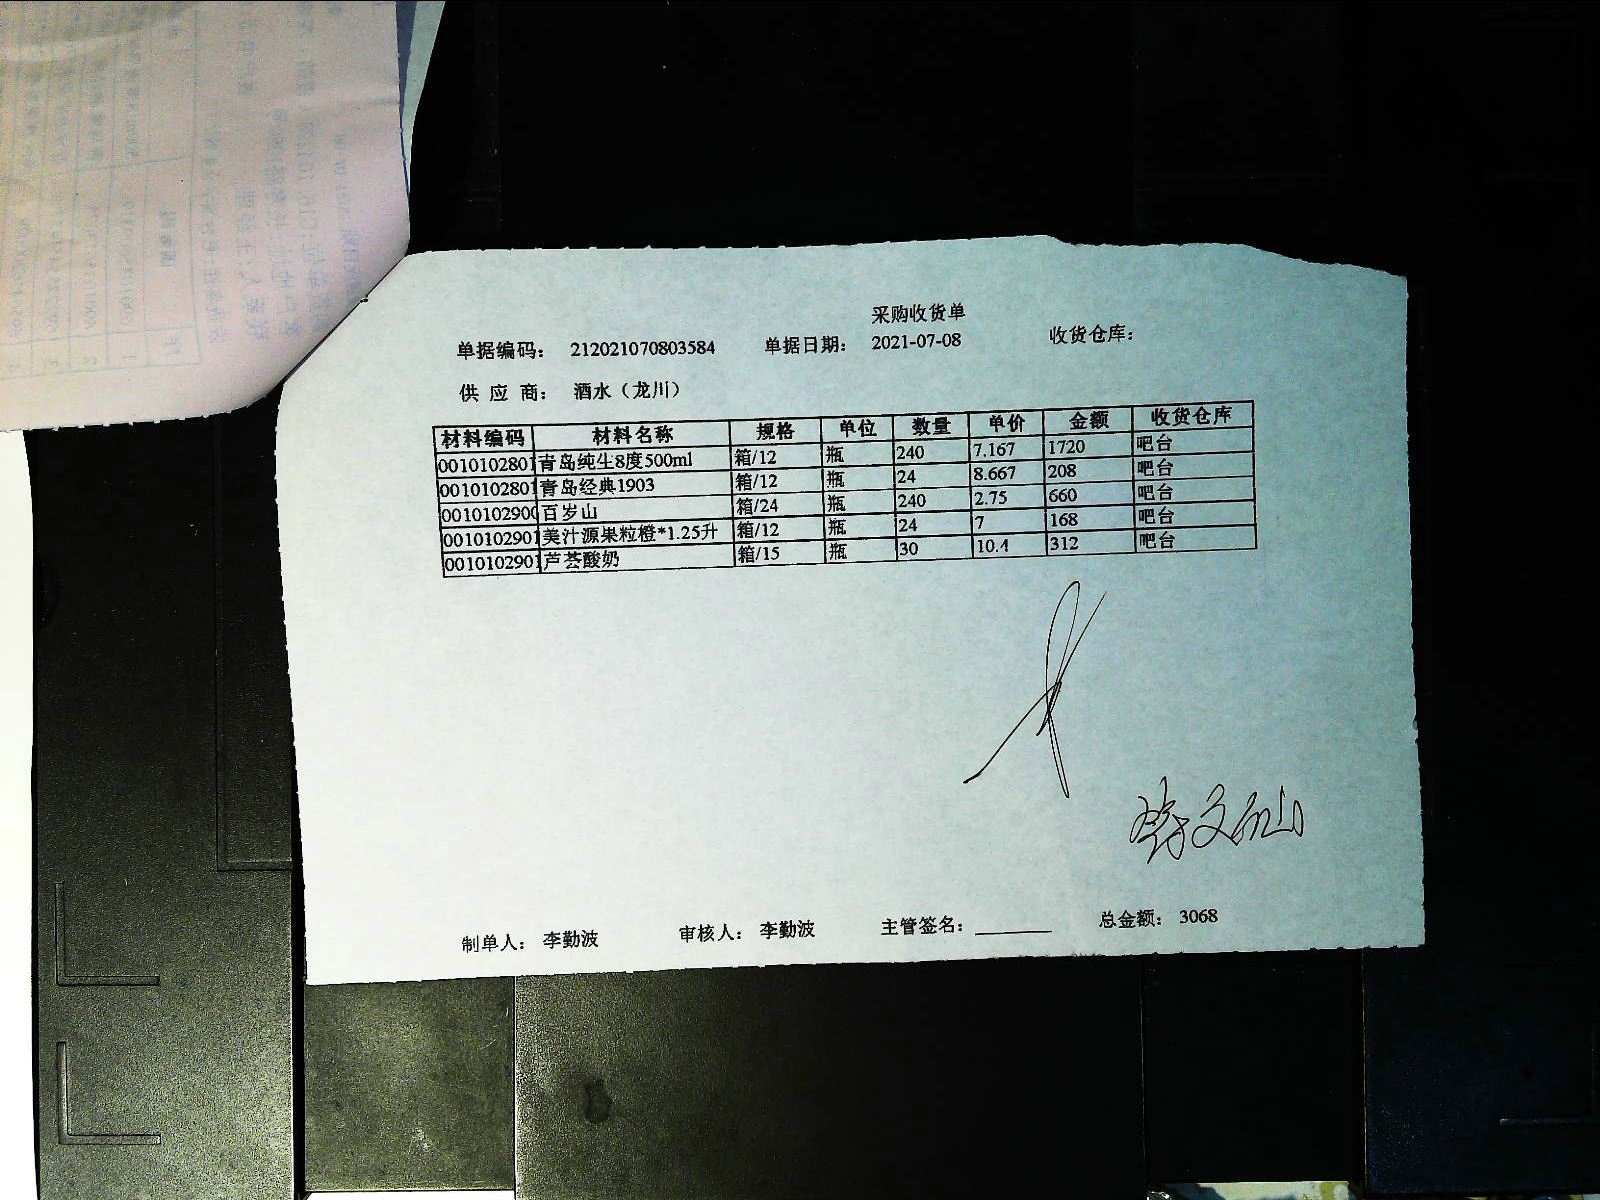 采购收货单
单据编码： 212021070803584 单据日期： 2021-07-08 收货仓库：
供 应 商： 酒水（龙川）
材料编码 材料名称 规格 单位 数量 单价 金额 收货仓库
0010102801 青岛纯生8度500ml 箱/12 瓶 240 7.167 1720 吧台
0010102801 青岛经典1903 箱/12 瓶 24 8.667 208 吧台
0010102900 百岁山 箱/24 瓶 240 2.75 660 吧台
0010102901 美汁源果粒橙*1.25升 箱/12 瓶 24 7 168 吧台
0010102901 芦荟酸奶 箱/15 瓶 30 10.4 312 吧台
制单人： 李勤波 审核人： 李勤波 主管签名： 总金额： 3068